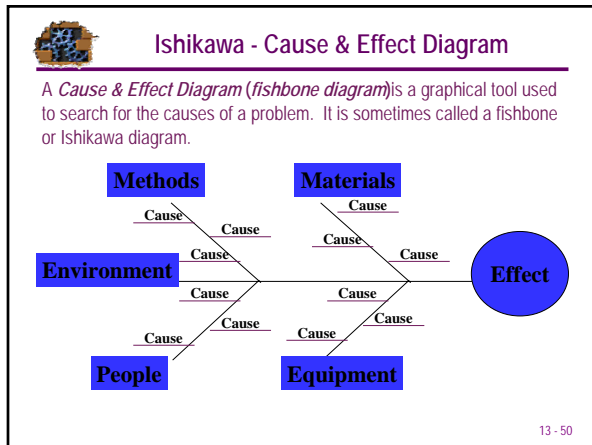 Ishikawa - Cause & Effect Diagram
A Cause & Effect Diagram (fishbone diagram)is a graphical tool used
to search for the causes of a problem. It is sometimes called a fishbone
or Ishikawa diagram.
Methods
Materials
Cause
Cause
Cause
Cause
Cause
Cause
Environment
Effect
Cause
Cause
Cause
Cause
Cause
Cause
People
Equipment
13 - 50